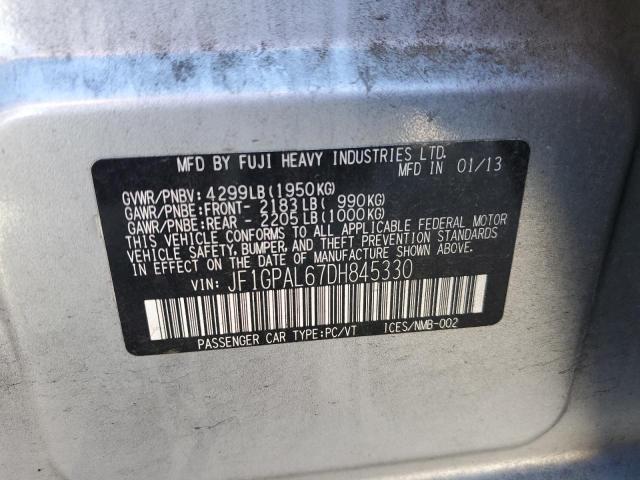 MFD BY FUJI HEAVY INDUSTRIES LTD.
MFD IN 01/13
GVWR/PNBV: 4299LB(1950KG)
GAWR/PNBE:FRONT- 2183LB( 990KG)
GAWR/PNBE:REAR - 2205LB(1000KG)
THIS VEHICLE CONFORMS TO ALL APPLICABLE FEDERAL MOTOR
VEHICLE SAFETY, BUMPER, AND THEFT PREVENTION STANDARDS
IN EFFECT ON THE DATE OF MANUFACTURE SHOWN ABOVE.
VIN: JF1GPAL67DH845330
PASSENGER CAR TYPE:PC/VT ICES/NMB-002